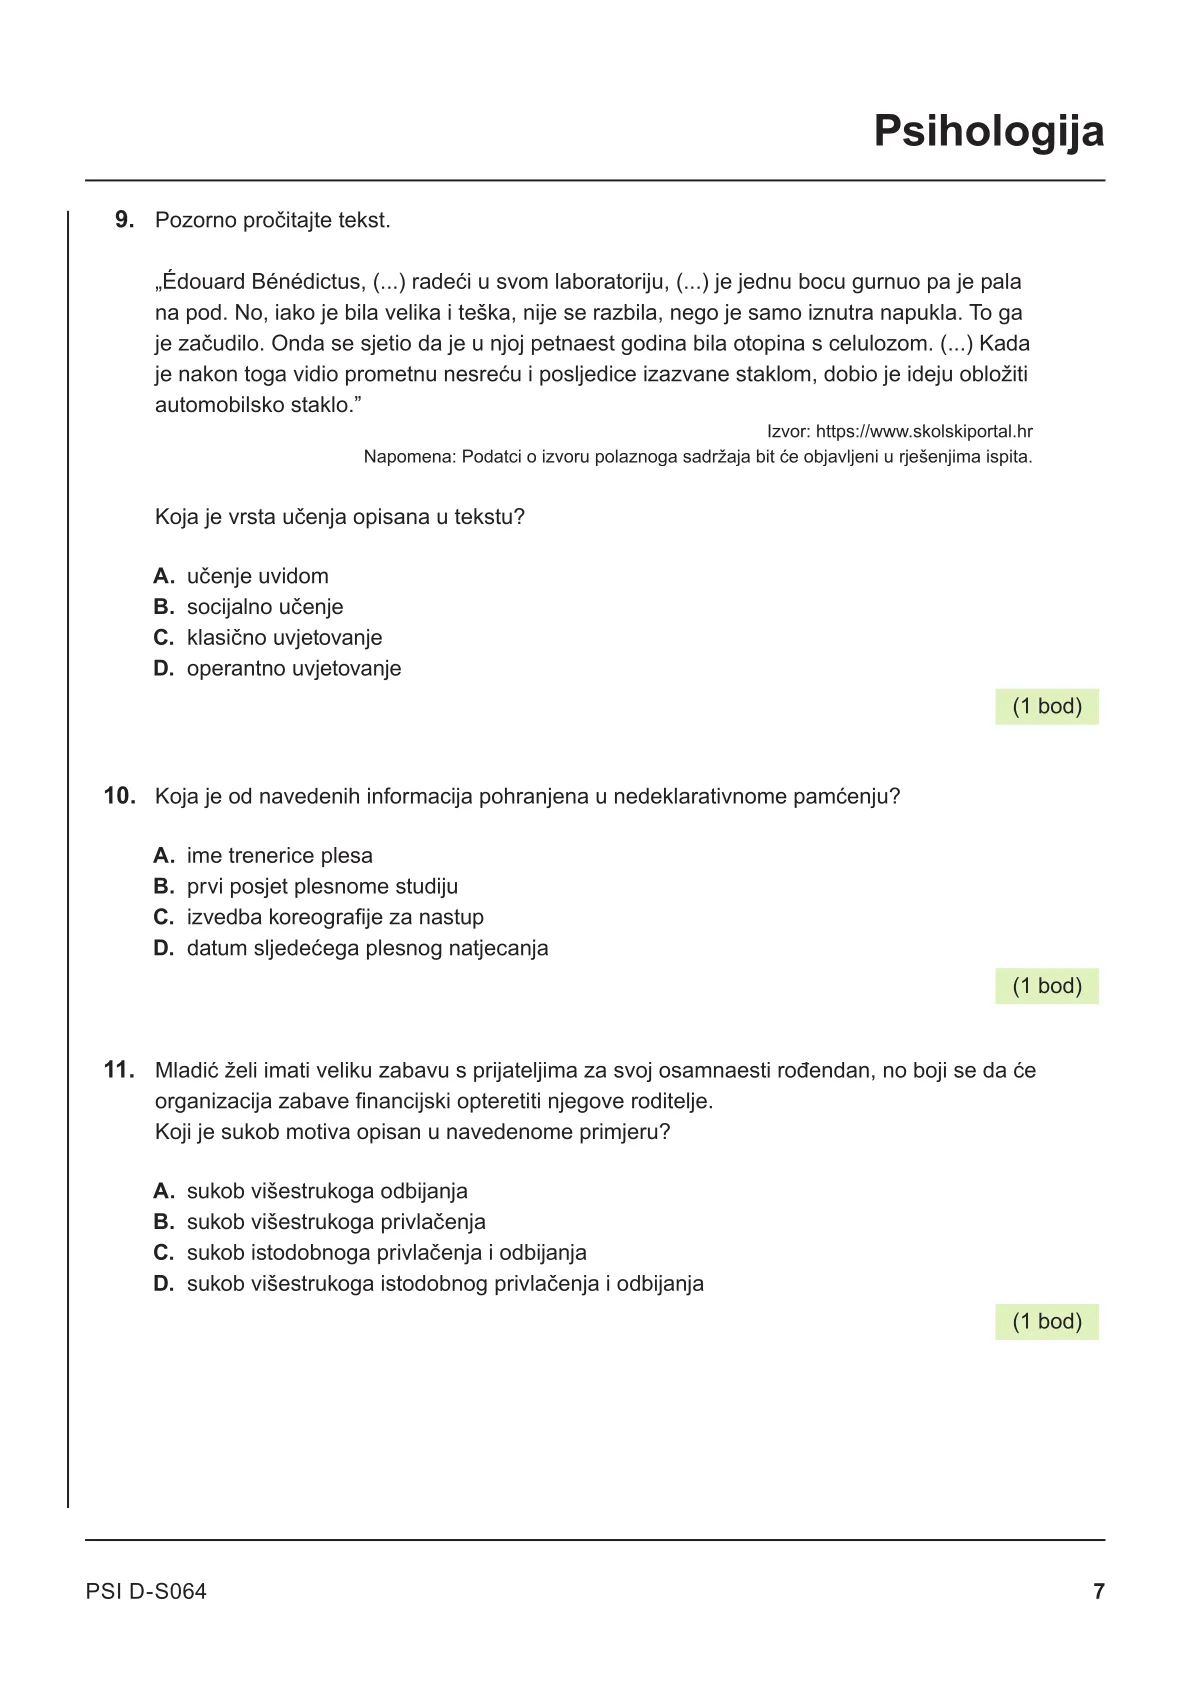 Psihologija
9. Pozorno pročitajte tekst.
„Édouard Bénédictus, (...) radeći u svom laboratoriju, (...) je jednu bocu gurnuo pa je pala
na pod. No, iako je bila velika i teška, nije se razbila, nego je samo iznutra napukla. To ga
je začudilo. Onda se sjetio da je u njoj petnaest godina bila otopina s celulozom. (...) Kada
je nakon toga vidio prometnu nesreću i posljedice izazvane staklom, dobio je ideju obložiti
automobilsko staklo.”
Izvor: https://www.skolskiportal.hr
Napomena: Podatci o izvoru polaznoga sadržaja bit će objavljeni u rješenjima ispita.
Koja je vrsta učenja opisana u tekstu?
A. učenje uvidom
B. socijalno učenje
C. klasično uvjetovanje
D. operantno uvjetovanje
(1 bod)
10. Koja je od navedenih informacija pohranjena u nedeklarativnome pamćenju?
A. ime trenerice plesa
B. prvi posjet plesnome studiju
C. izvedba koreografije za nastup
D. datum sljedećega plesnog natjecanja
(1 bod)
11. Mladić želi imati veliku zabavu s prijateljima za svoj osamnaesti rođendan, no boji se da će
organizacija zabave financijski opteretiti njegove roditelje.
Koji je sukob motiva opisan u navedenome primjeru?
A. sukob višestrukoga odbijanja
B. sukob višestrukoga privlačenja
C. sukob istodobnoga privlačenja i odbijanja
D. sukob višestrukoga istodobnog privlačenja i odbijanja
(1 bod)
PSI D-S064
7